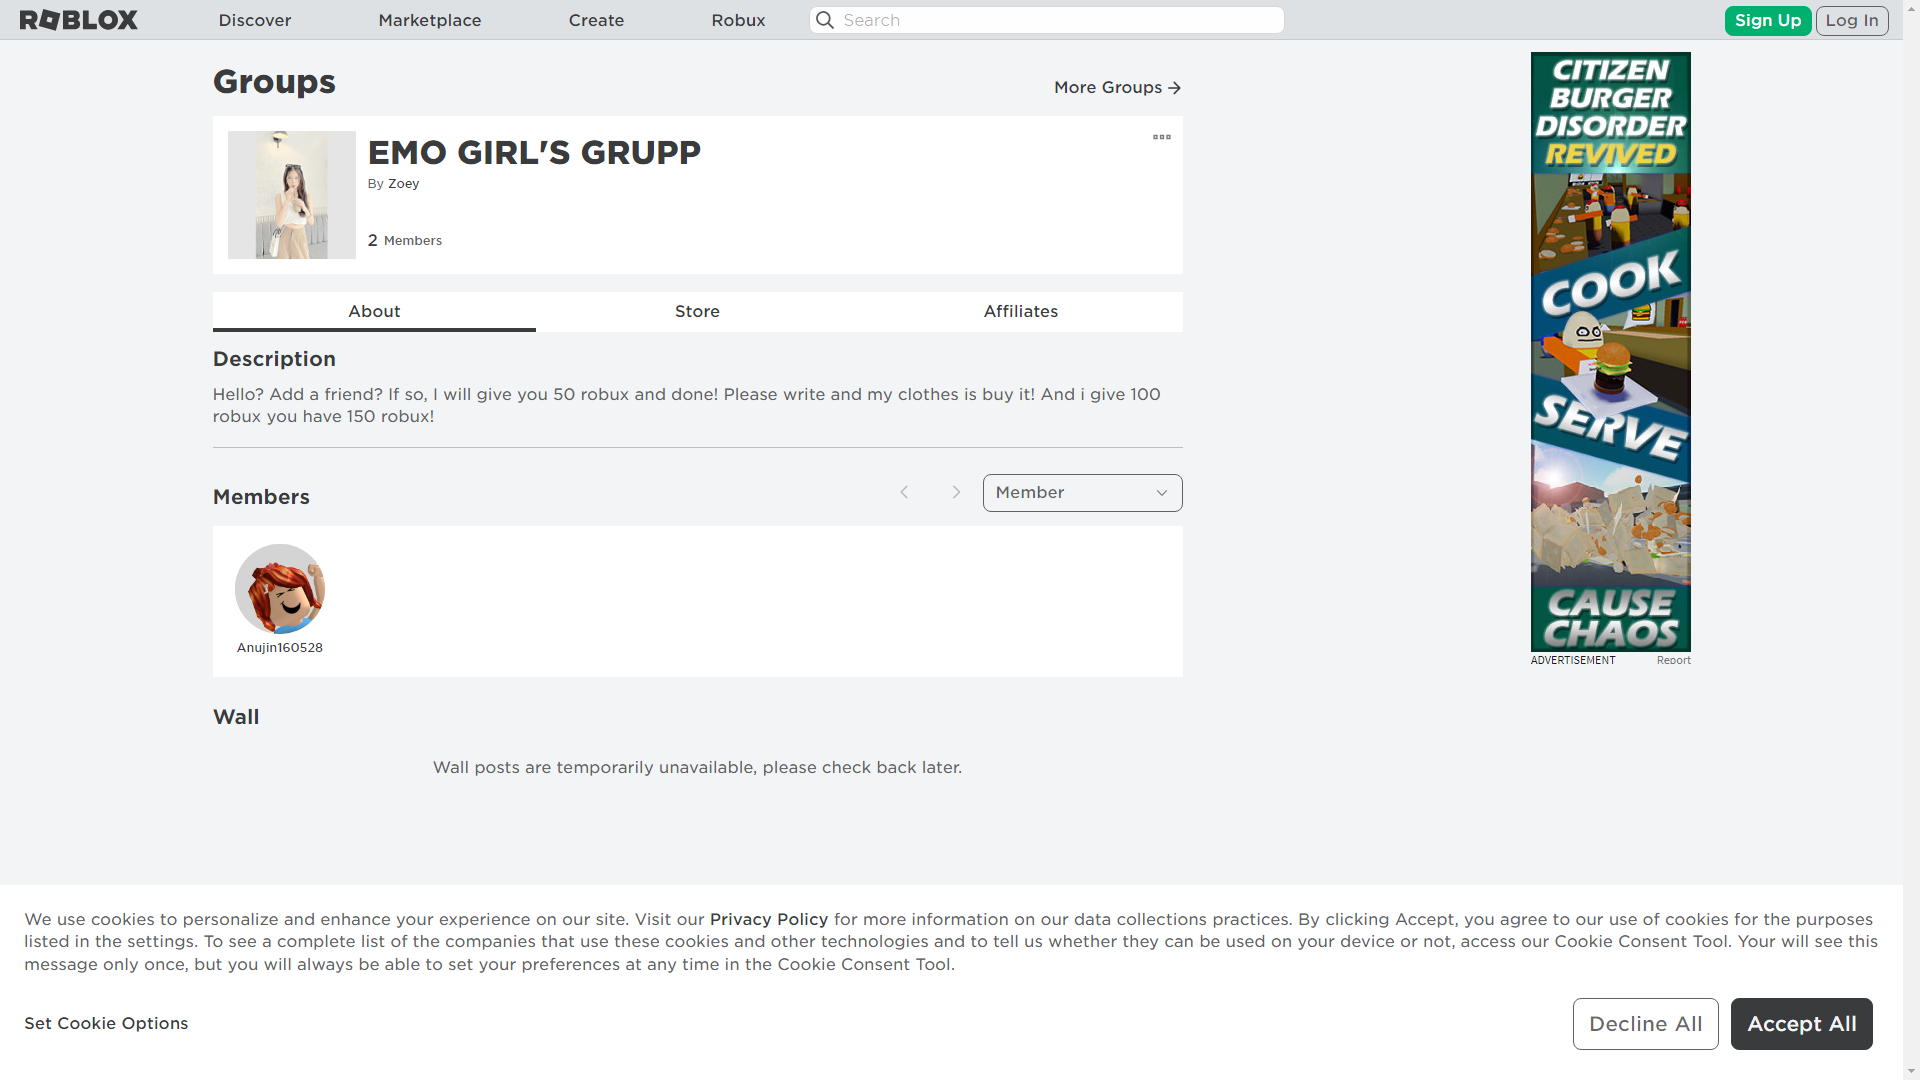 ROBLOX
Discover
Marketplace
Create
Robux
Search
Sign Up
Log In
Groups
More Groups
EMO GIRL'S GRUPP
By Zoey
2 Members
About
Store
Affiliates
Description
Hello? Add a friend? If so, I will give you 50 robux and done! Please write and my clothes is buy it! And i give 100
robux you have 150 robux!
Members
Member
Anujin160528
Wall
Wall posts are temporarily unavailable, please check back later.
CITIZEN
BURGER
DISORDER
REVIVED
COOK
SERVE
CAUSE
CHAOS
ADVERTISEMENT
Report
We use cookies to personalize and enhance your experience on our site. Visit our Privacy Policy for more information on our data collections practices. By clicking Accept, you agree to our use of cookies for the purposes
listed in the settings. To see a complete list of the companies that use these cookies and other technologies and to tell us whether they can be used on your device or not, access our Cookie Consent Tool. Your will see this
message only once, but you will always be able to set your preferences at any time in the Cookie Consent Tool.
Set Cookie Options
Decline All
Accept All